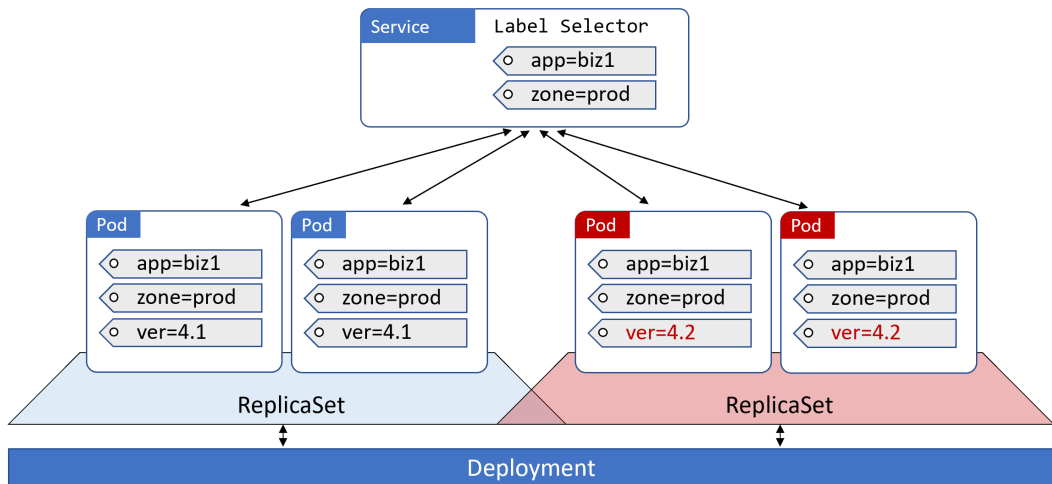 Service
Label Selector
app=biz1
zone=prod
Pod
app=biz1
zone=prod
ver=4.1
Pod
app=biz1
zone=prod
ver=4.1
Pod
app=biz1
zone=prod
ver=4.2
Pod
app=biz1
zone=prod
ver=4.2
ReplicaSet
ReplicaSet
Deployment